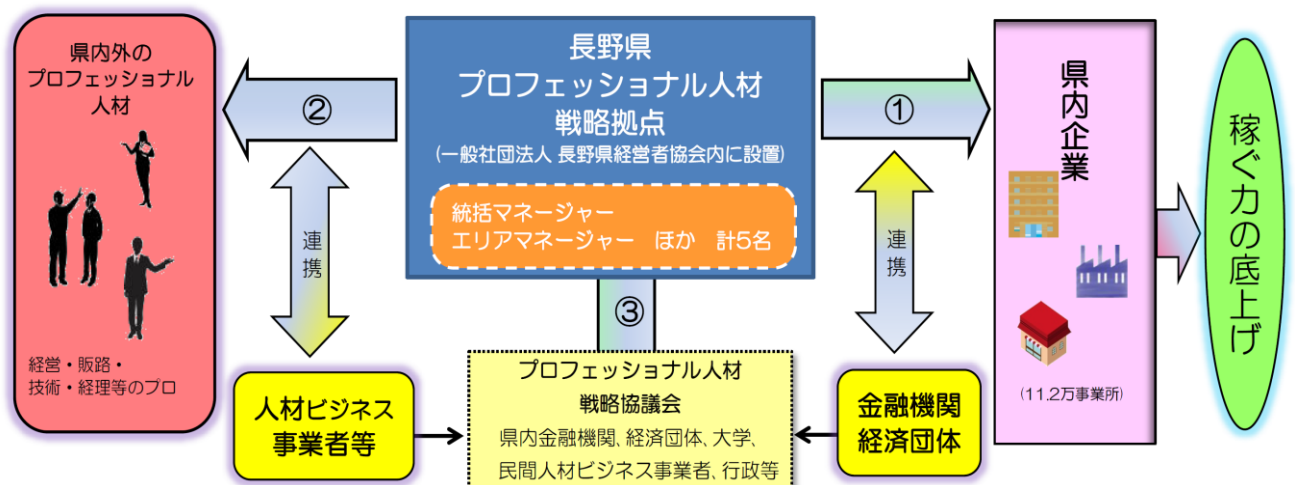 県内外の
プロフェッショナル
人材
経営・販路・
技術・経理等のプロ
②
連携
長野県
プロフェッショナル人材
戦略拠点
(一般社団法人 長野県経営者協会内に設置)
統括マネージャー
エリアマネージャー ほか 計5名
③
①
連携
人材ビジネス
事業者等
プロフェッショナル人材
戦略協議会
県内金融機関、経済団体、大学、
民間人材ビジネス事業者、行政等
金融機関
経済団体
県内企業
(11.2万事業所)
稼ぐ力の底上げ